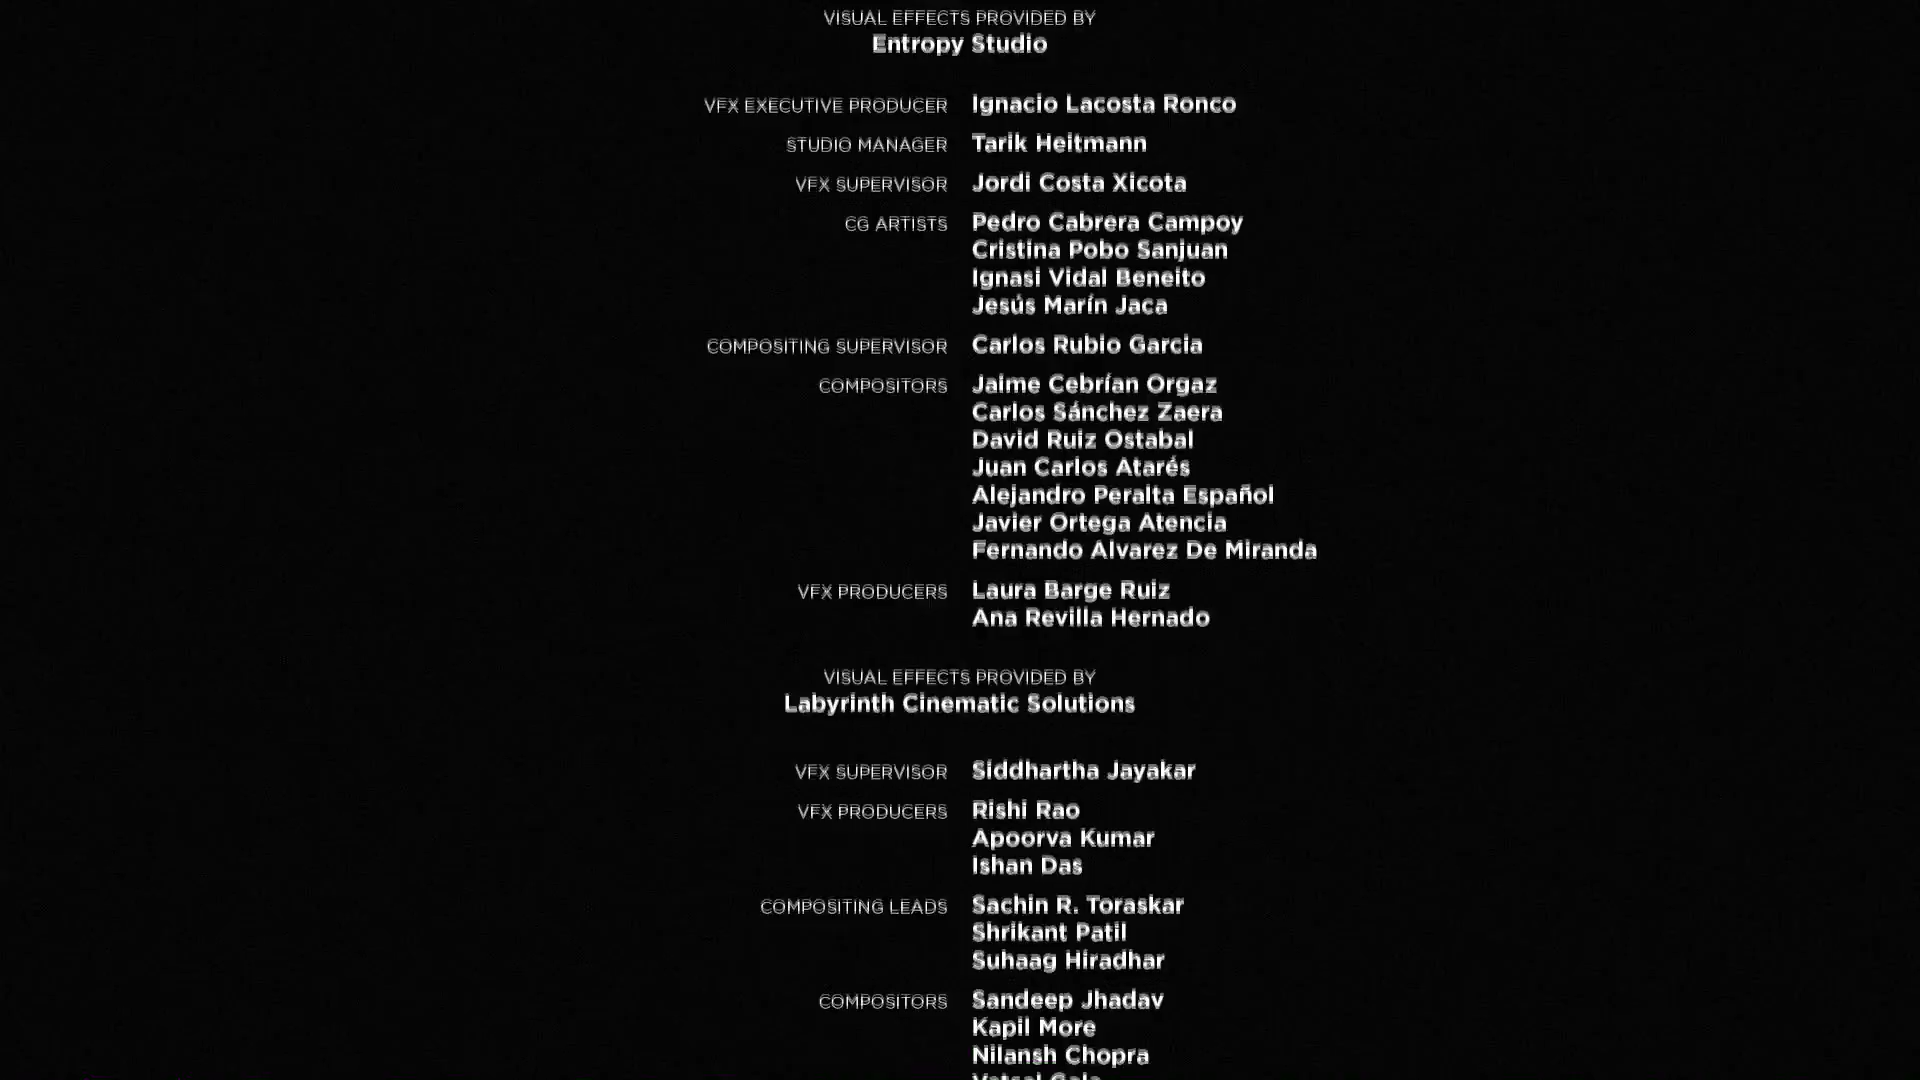 VISUAL EFFECTS PROVIDED BY
Entropy Studio
VFX EXECUTIVE PRODUCER Ignacio Lacosta Ronco
STUDIO MANAGER Tarik Heitmann
VFX SUPERVISOR Jordi Costa Xicota
CG ARTISTS Pedro Cabrera Campoy
Cristina Pobo Sanjuan
Ignasi Vidal Beneito
Jesús Marín Jaca
COMPOSITING SUPERVISOR Carlos Rubio Garcia
COMPOSITORS Jaime Cebrían Orgaz
Carlos Sánchez Zaera
David Ruiz Ostabal
Juan Carlos Atarés
Alejandro Peralta Español
Javier Ortega Atencia
Fernando Alvarez De Miranda
VFX PRODUCERS Laura Barge Ruiz
Ana Revilla Hernado
VISUAL EFFECTS PROVIDED BY
Labyrinth Cinematic Solutions
VFX SUPERVISOR Siddhartha Jayakar
VFX PRODUCERS Rishi Rao
Apoorva Kumar
Ishan Das
COMPOSITING LEADS Sachin R. Toraskar
Shrikant Patil
Suhaag Hiradhar
COMPOSITORS Sandeep Jhadav
Kapil More
Nilansh Chopra